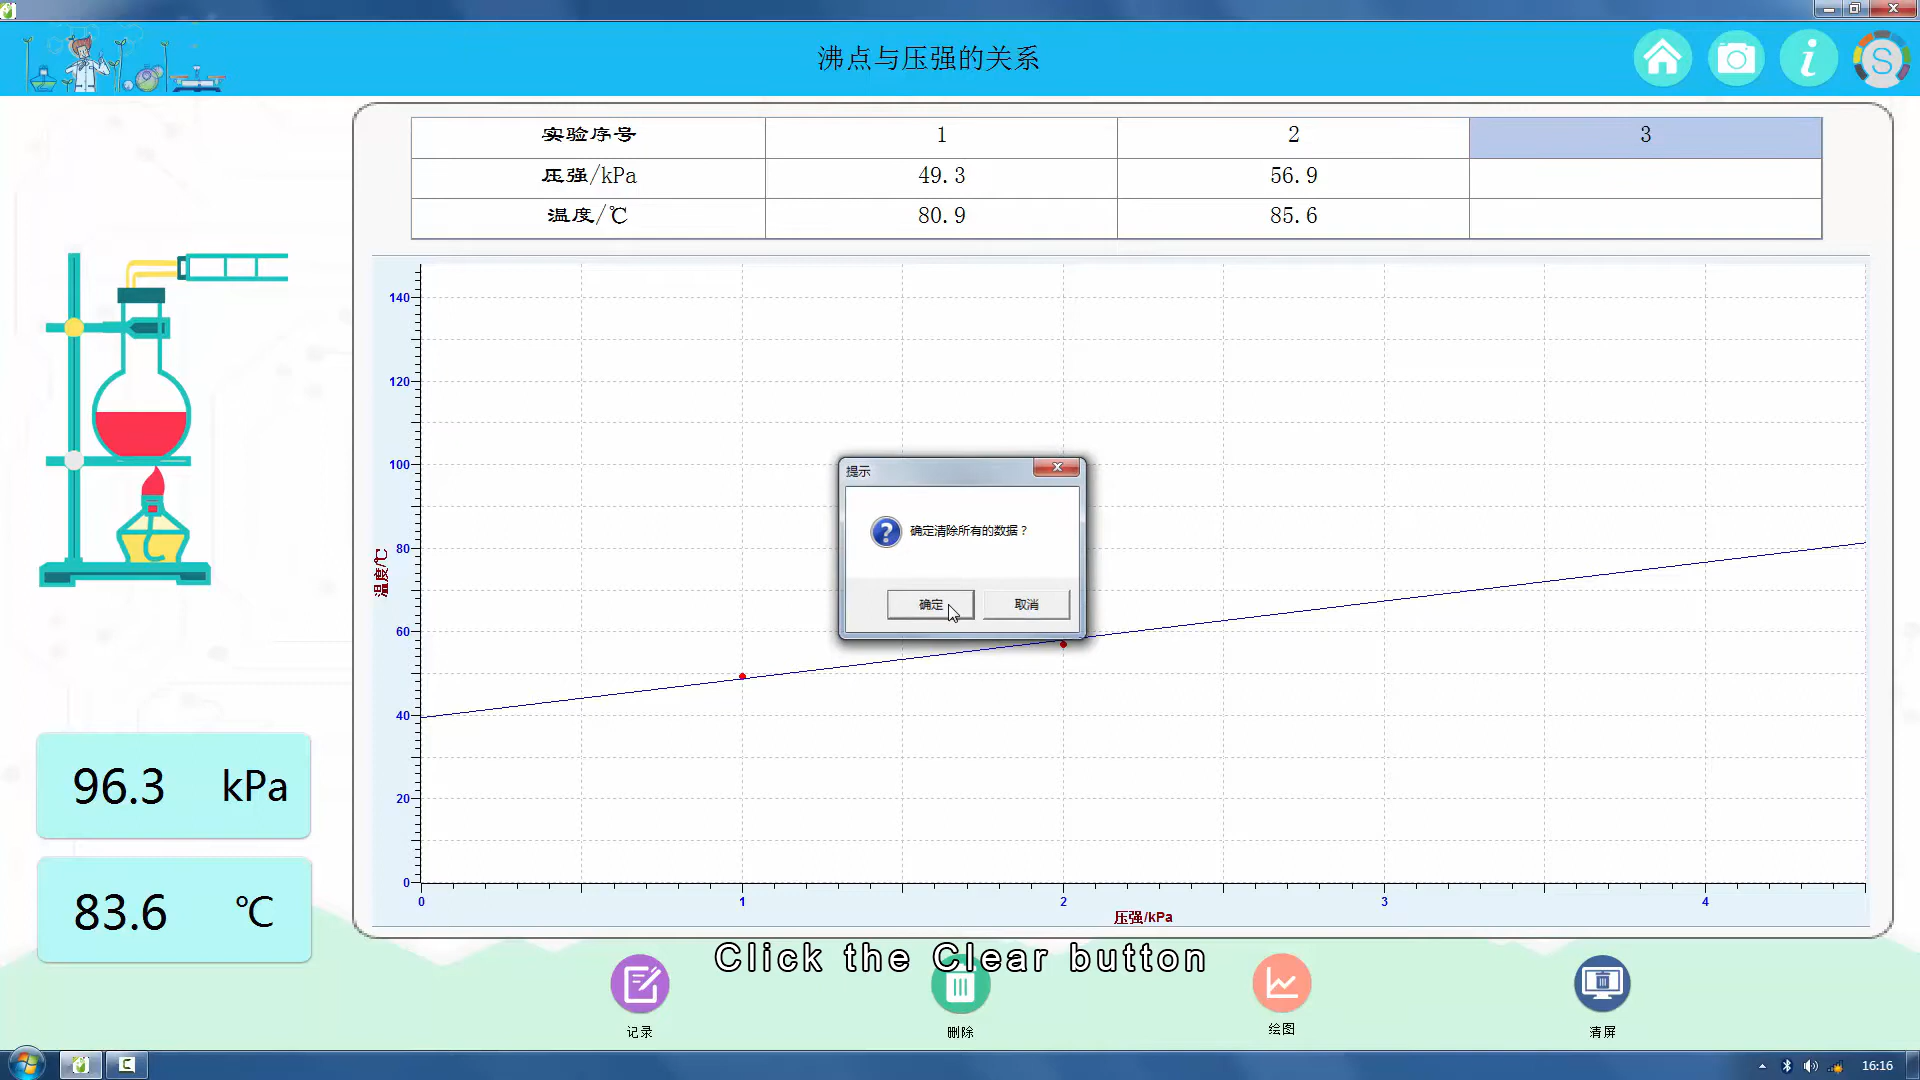 沸点与压强的关系
实验序号 1 2 3
压强/kPa 49.3 56.9
温度/℃ 80.9 85.6
140
120
100
80
60
40
20
0
温度/℃
0 1 2 3 4
压强/kPa
提示
确定清除所有的数据？
确定 取消
96.3 kPa
83.6 ℃
Click the Clear button
记录 删除 绘图 清屏
16:16